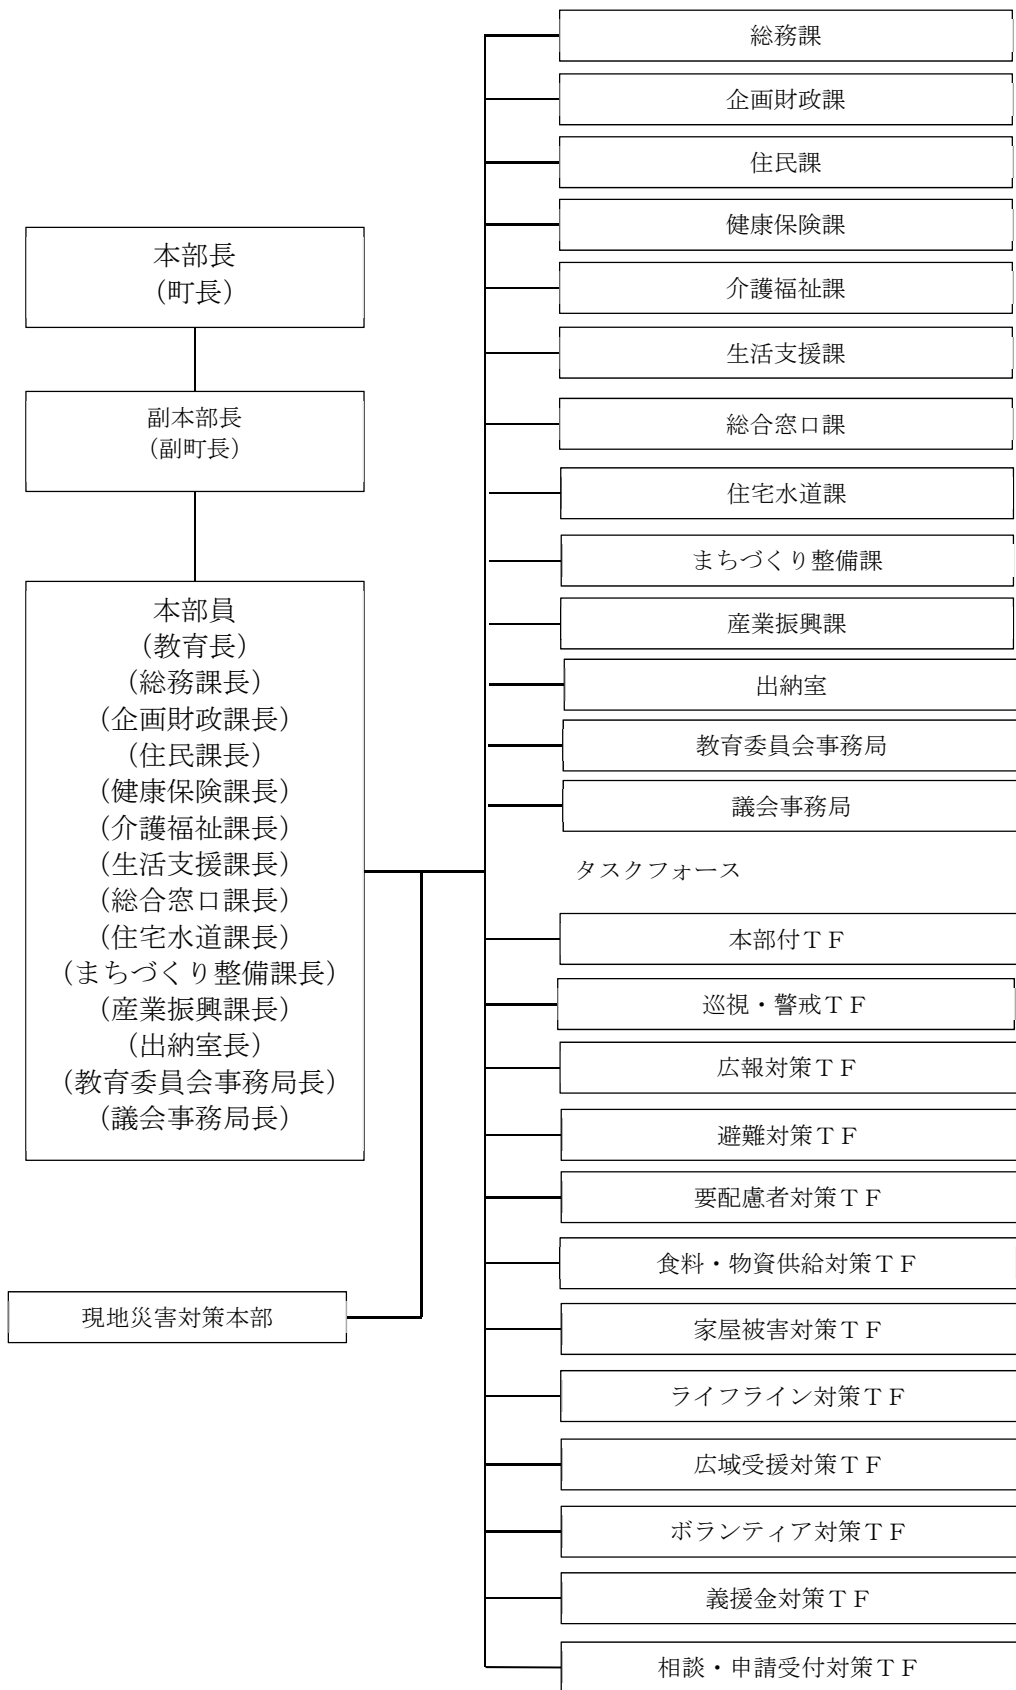 本部長
（町長）
副本部長
（副町長）
本部員
（教育長）
（総務課長）
（企画財政課長）
（住民課長）
（健康保険課長）
（介護福祉課長）
（生活支援課長）
（総合窓口課長）
（住宅水道課長）
（まちづくり整備課長）
（産業振興課長）
（出納室長）
（教育委員会事務局長）
（議会事務局長）
現地災害対策本部
総務課
企画財政課
住民課
健康保険課
介護福祉課
生活支援課
総合窓口課
住宅水道課
まちづくり整備課
産業振興課
出納室
教育委員会事務局
議会事務局
タスクフォース
本部付ＴＦ
巡視・警戒ＴＦ
広報対策ＴＦ
避難対策ＴＦ
要配慮者対策ＴＦ
食料・物資供給対策ＴＦ
家屋被害対策ＴＦ
ライフライン対策ＴＦ
広域受援対策ＴＦ
ボランティア対策ＴＦ
義援金対策ＴＦ
相談・申請受付対策ＴＦ